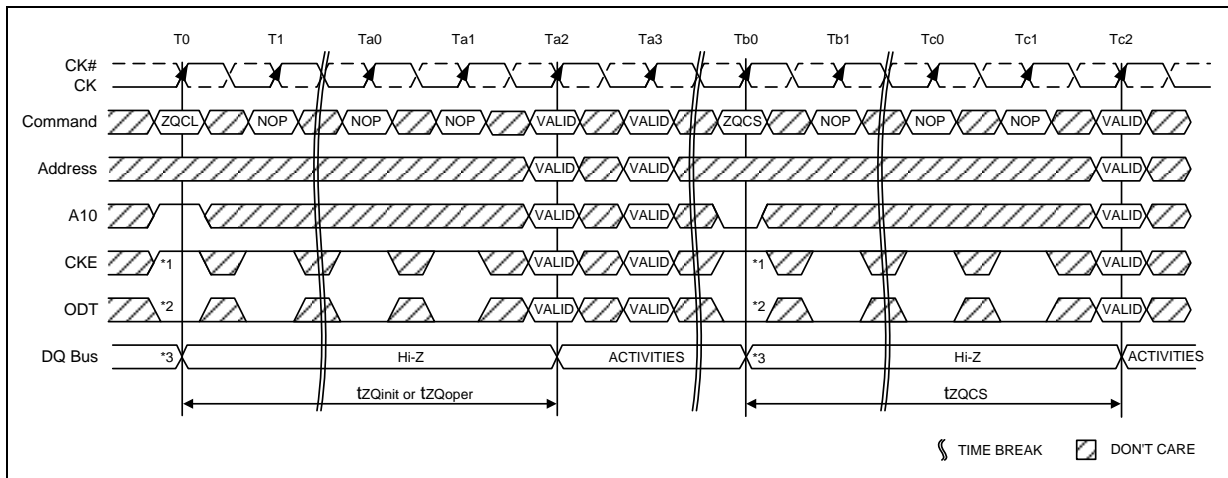 T0 T1 Ta0 Ta1 Ta2 Ta3 Tb0 Tb1 Tc0 Tc1 Tc2
CK#
CK
Command ZQCL NOP NOP NOP VALID VALID ZQCS NOP NOP NOP VALID
Address VALID VALID VALID
A10 VALID VALID VALID
CKE *1 VALID VALID *1 VALID
ODT *2 VALID VALID *2 VALID
DQ Bus *3 Hi-Z ACTIVITIES *3 Hi-Z ACTIVITIES
tZQinit or tZQoper tZQCS
TIME BREAK DON'T CARE